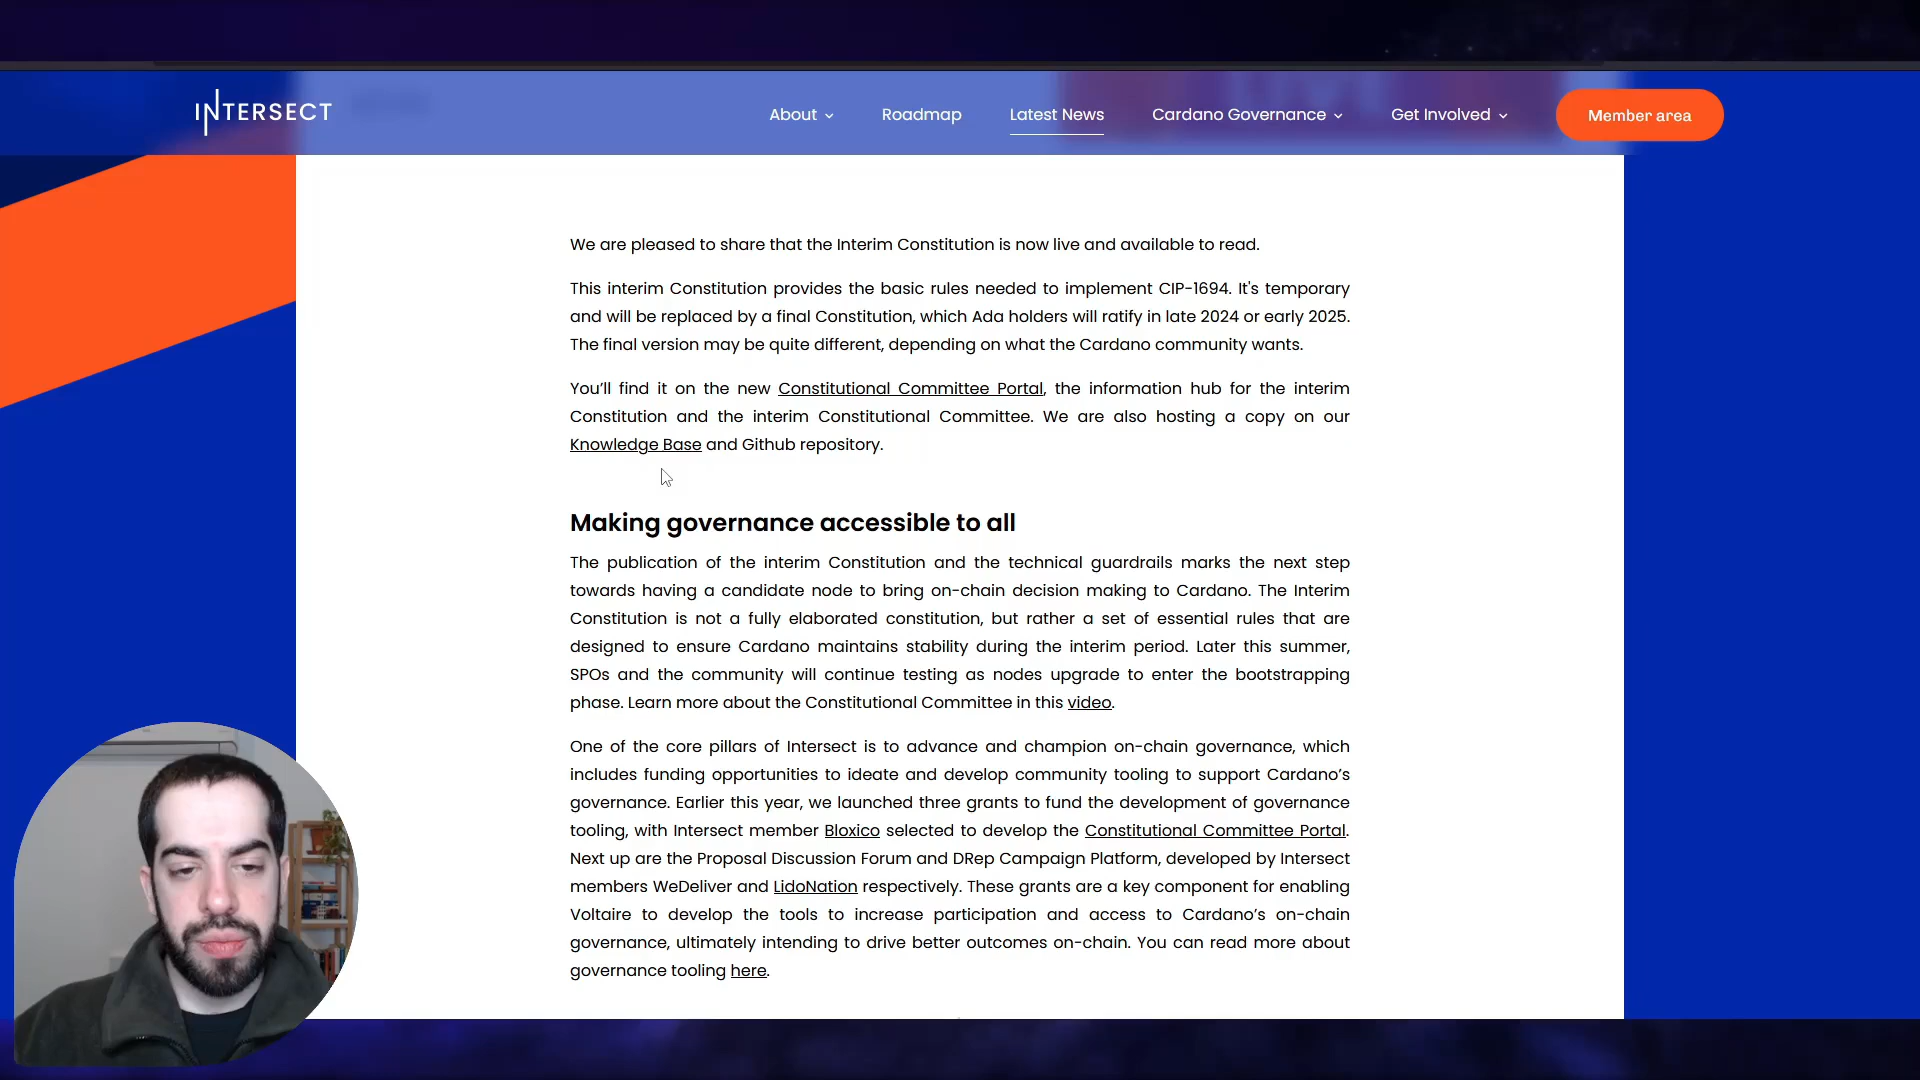 INTERSECT
About
Roadmap
Latest News
Cardano Governance
Get Involved
Member area
We are pleased to share that the Interim Constitution is now live and available to read.
This interim Constitution provides the basic rules needed to implement CIP-1694. It's temporary
and will be replaced by a final Constitution, which Ada holders will ratify in late 2024 or early 2025.
The final version may be quite different, depending on what the Cardano community wants.
You’ll find it on the new Constitutional Committee Portal, the information hub for the interim
Constitution and the interim Constitutional Committee. We are also hosting a copy on our
Knowledge Base and Github repository.
Making governance accessible to all
The publication of the interim Constitution and the technical guardrails marks the next step
towards having a candidate node to bring on-chain decision making to Cardano. The Interim
Constitution is not a fully elaborated constitution, but rather a set of essential rules that are
designed to ensure Cardano maintains stability during the interim period. Later this summer,
SPOs and the community will continue testing as nodes upgrade to enter the bootstrapping
phase. Learn more about the Constitutional Committee in this video.
One of the core pillars of Intersect is to advance and champion on-chain governance, which
includes funding opportunities to ideate and develop community tooling to support Cardano’s
governance. Earlier this year, we launched three grants to fund the development of governance
tooling, with Intersect member Bloxico selected to develop the Constitutional Committee Portal.
Next up are the Proposal Discussion Forum and DRep Campaign Platform, developed by Intersect
members WeDeliver and LidoNation respectively. These grants are a key component for enabling
Voltaire to develop the tools to increase participation and access to Cardano’s on-chain
governance, ultimately intending to drive better outcomes on-chain. You can read more about
governance tooling here.